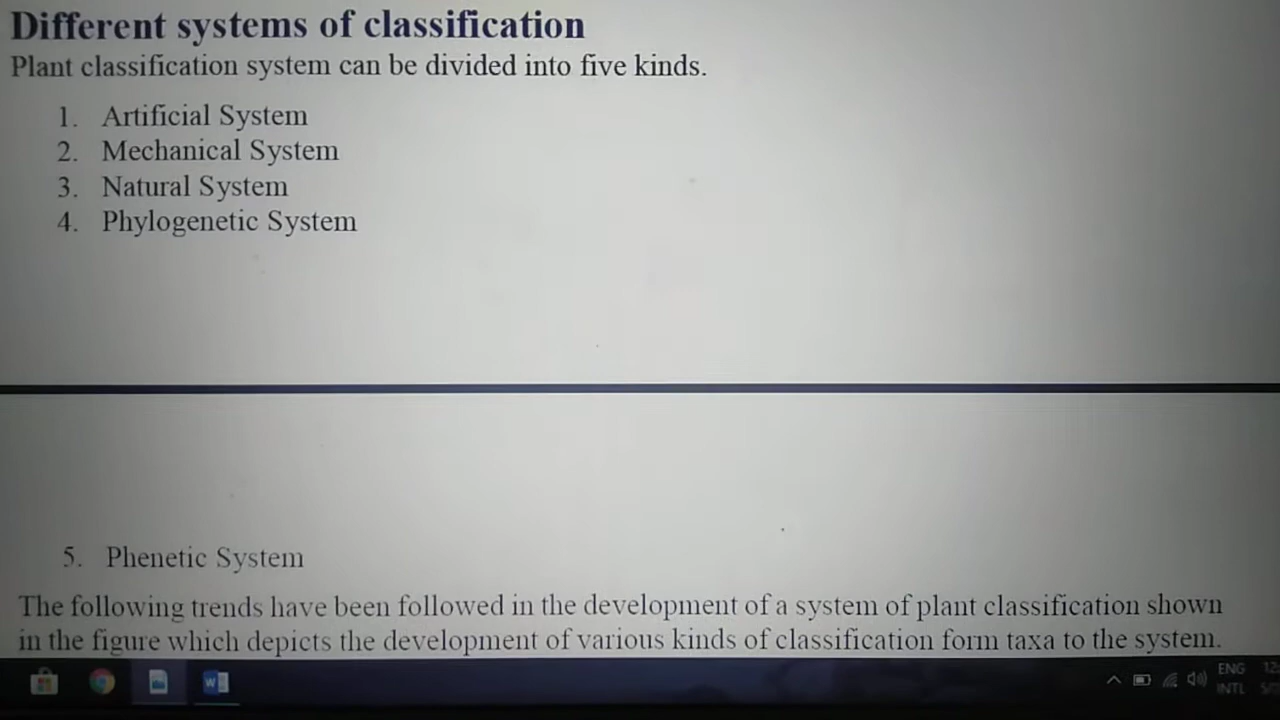 Different systems of classification
Plant classification system can be divided into five kinds.
1. Artificial System
2. Mechanical System
3. Natural System
4. Phylogenetic System
5. Phenetic System
The following trends have been followed in the development of a system of plant classification shown
in the figure which depicts the development of various kinds of classification form taxa to the system.
ENG
INTL